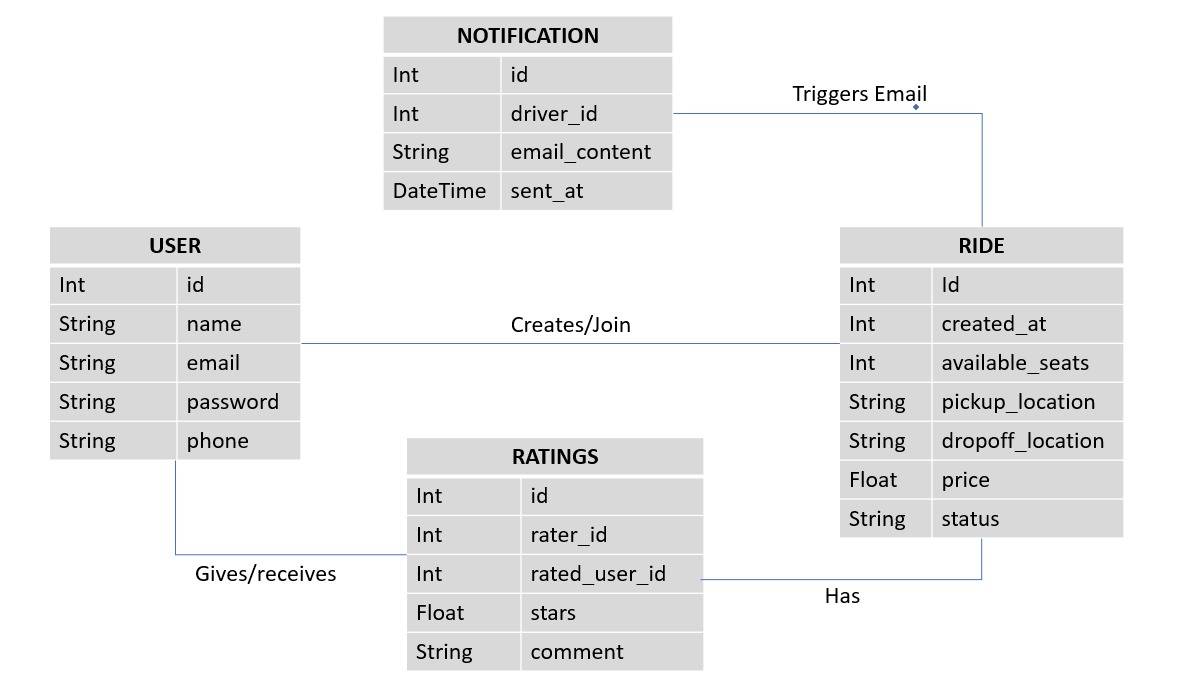 NOTIFICATION
Int id
Int driver_id
String email_content
DateTime sent_at
Triggers Email
USER
Int id
String name
String email
String password
String phone
Creates/Join
RIDE
Int Id
Int created_at
Int available_seats
String pickup_location
String dropoff_location
Float price
String status
RATINGS
Int id
Int rater_id
Int rated_user_id
Float stars
String comment
Gives/receives
Has